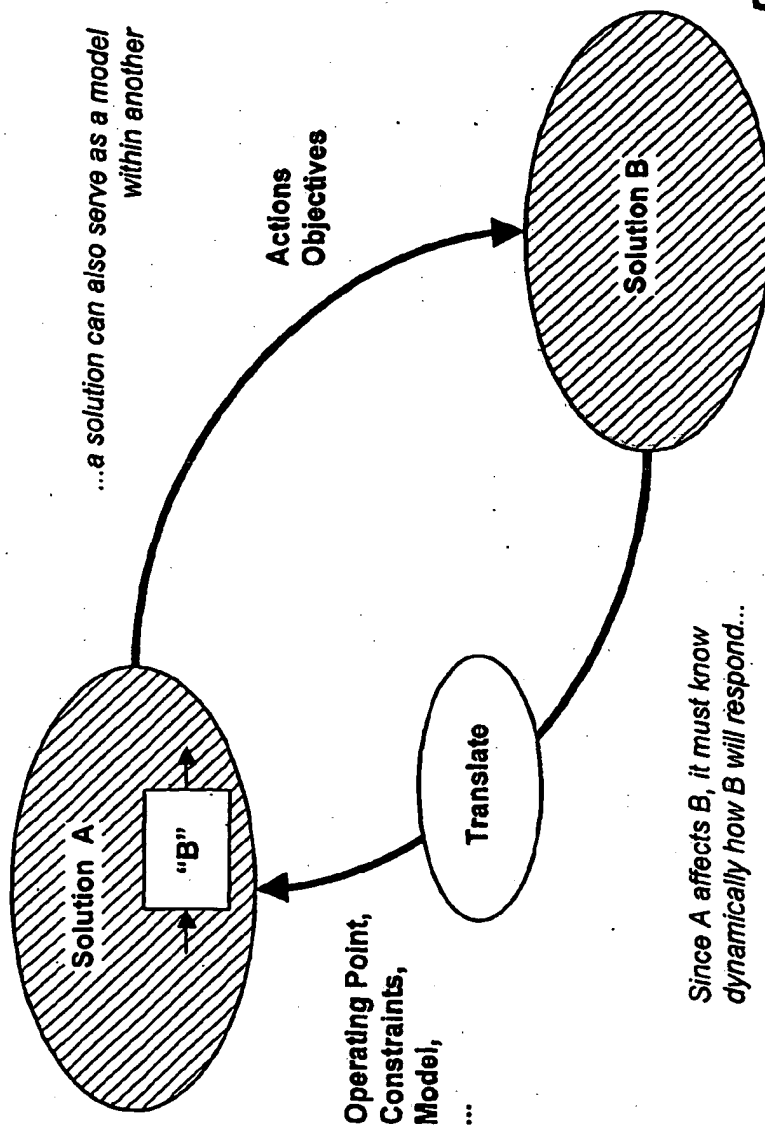 ...a solution can also serve as a model
within another
Solution A
"B"
Actions
Objectives
Operating Point,
Constraints,
Model,
...
Translate
Solution B
Since A affects B, it must know
dynamically how B will respond...